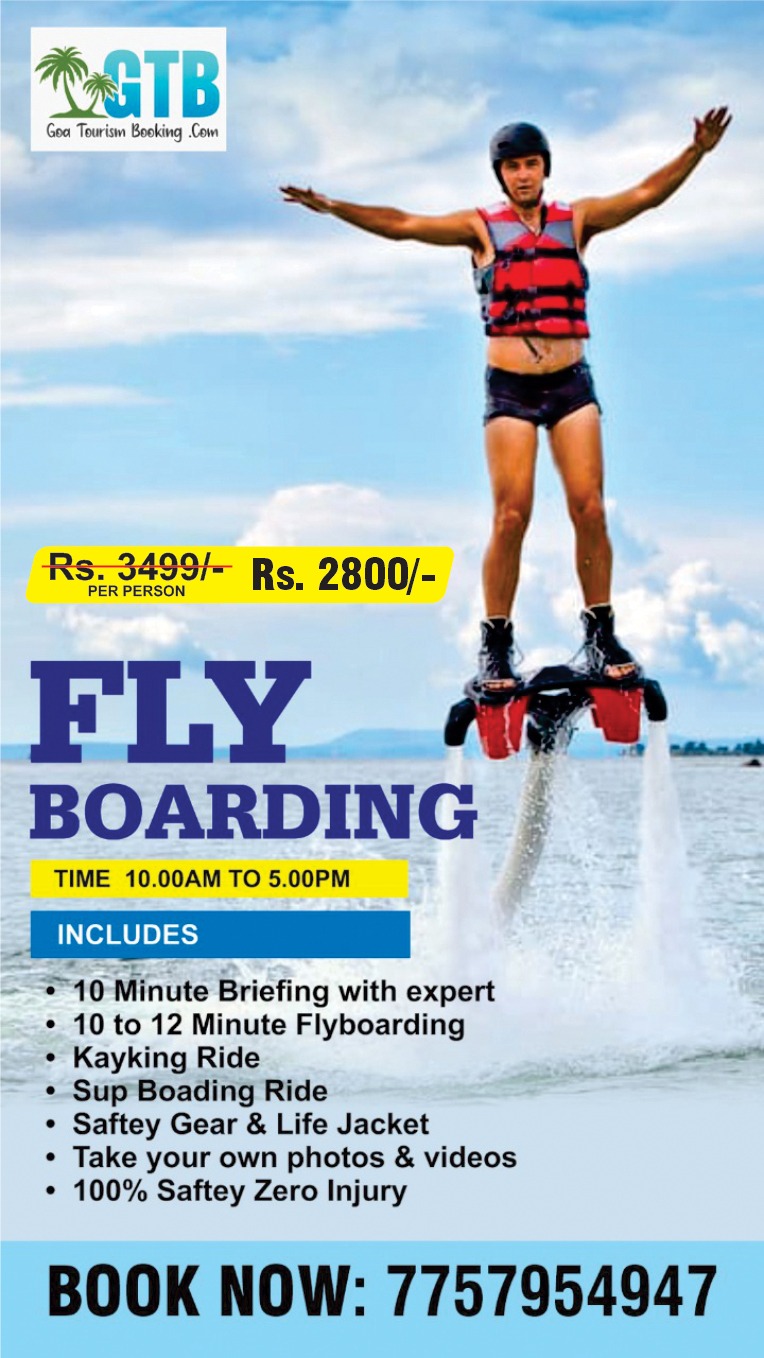 GTB
Goa Tourism Booking .Com
Rs. 3499/- Rs. 2800/-
PER PERSON
FLY
BOARDING
TIME 10.00AM TO 5.00PM
INCLUDES
• 10 Minute Briefing with expert
• 10 to 12 Minute Flyboarding
• Kayking Ride
• Sup Boading Ride
• Saftey Gear & Life Jacket
• Take your own photos & videos
• 100% Saftey Zero Injury
BOOK NOW: 7757954947